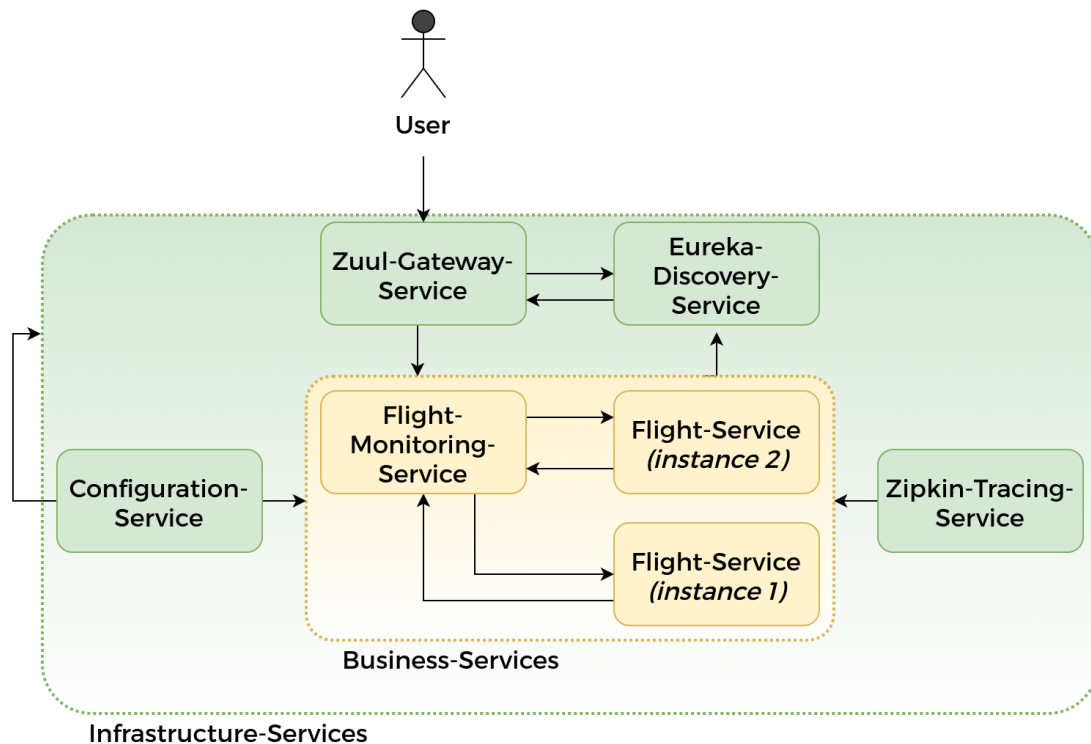 User
Zuul-Gateway-
Service
Eureka-
Discovery-
Service
Flight-
Monitoring-
Service
Flight-Service
(instance 2)
Configuration-
Service
Zipkin-Tracing-
Service
Flight-Service
(instance 1)
Business-Services
Infrastructure-Services